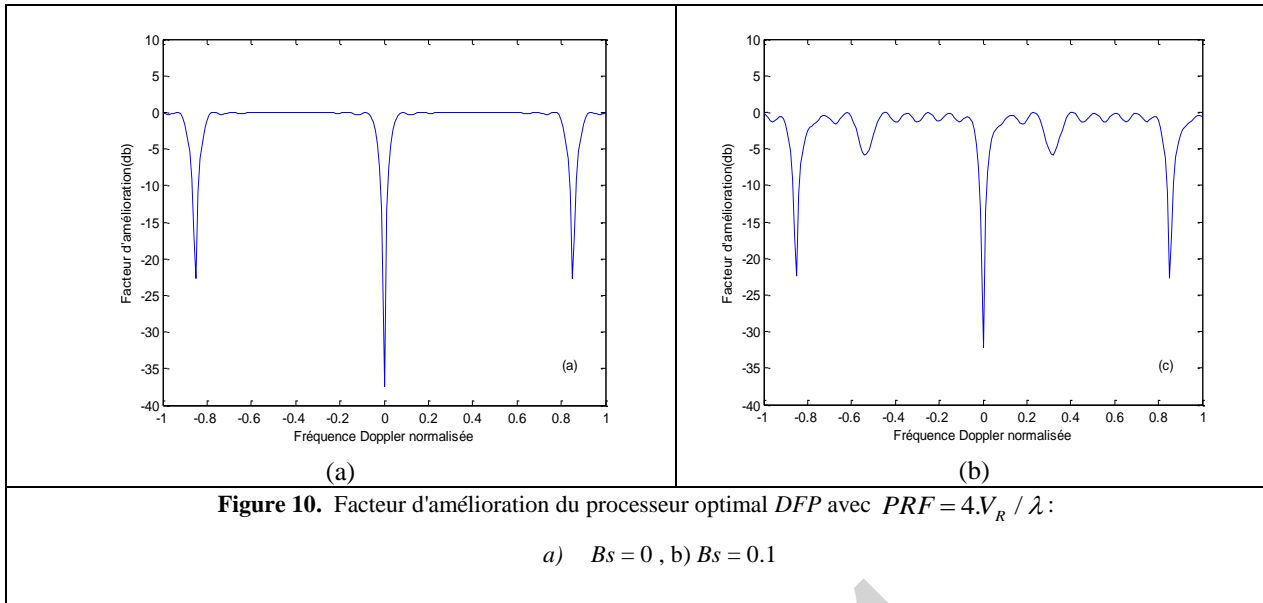 10
5
0
-5
-10
-15
-20
-25
-30
-35
-40
Facteur d'amélioration(db)
-1 -0.8 -0.6 -0.4 -0.2 0 0.2 0.4 0.6 0.8 1
Fréquence Doppler normalisée
(a)
(a)
10
5
0
-5
-10
-15
-20
-25
-30
-35
-40
Facteur d'amélioration(db)
-1 -0.8 -0.6 -0.4 -0.2 0 0.2 0.4 0.6 0.8 1
Fréquence Doppler normalisée
(c)
(b)
Figure 10. Facteur d'amélioration du processeur optimal DFP avec PRF = 4.V_R / λ :
a) Bs = 0 , b) Bs = 0.1